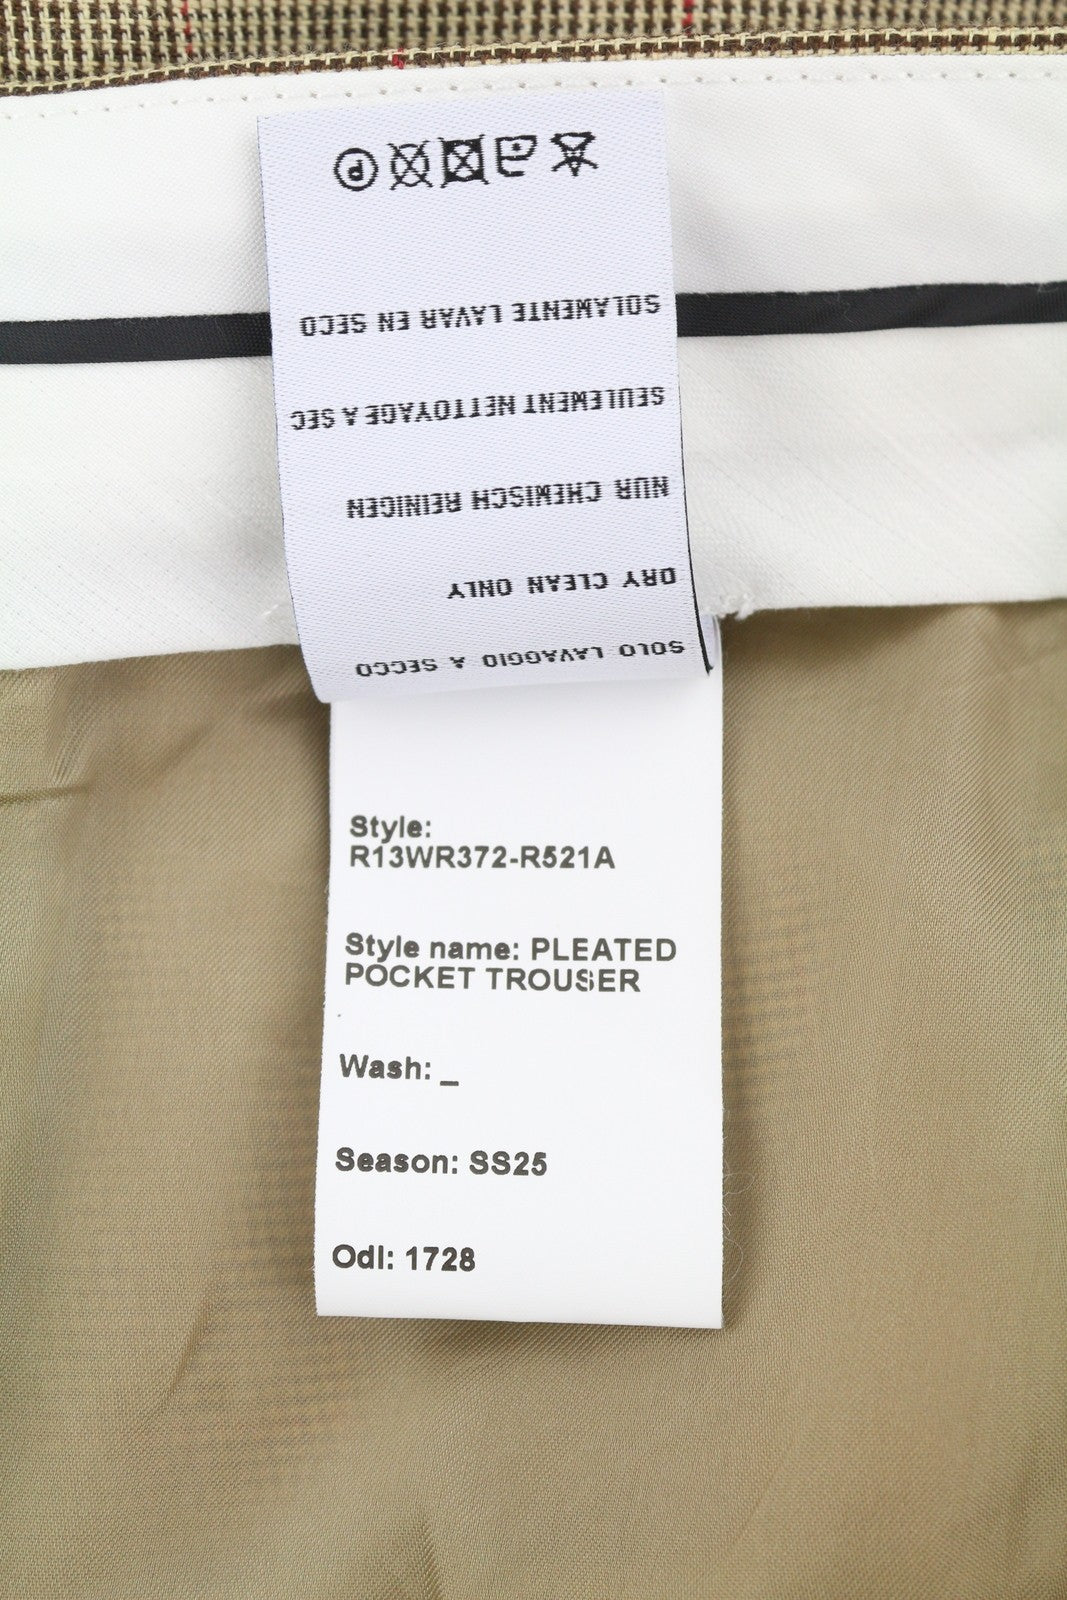 SOLO LAVAGGIO A SECCO
DRY CLEAN ONLY
NUR CHEMISCH REINIGEN
SEULEMENT NETTOYAGE A SEC
SOLAMENTE LAVAR EN SECO
P
Style:
R13WR372-R521A
Style name: PLEATED
POCKET TROUSER
Wash: _
Season: SS25
Odl: 1728